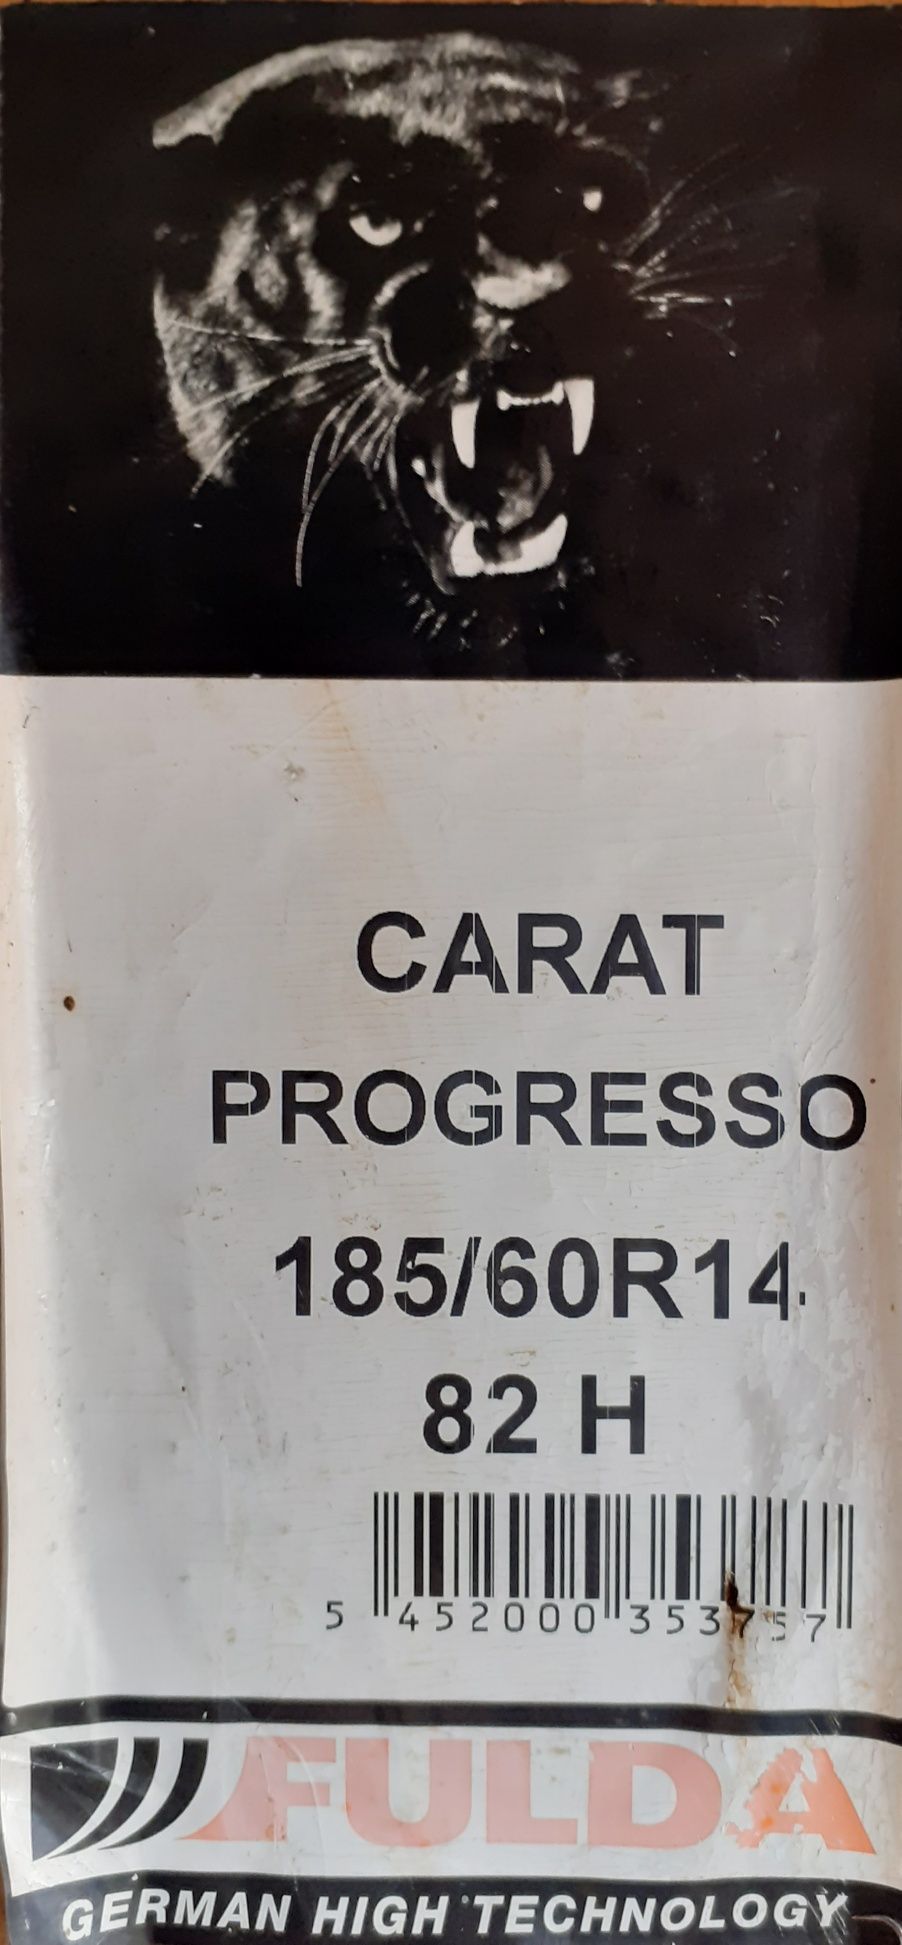 CARAT
PROGRESSO
185/60R14
82 H
5 452000 353757
FULDA
GERMAN HIGH TECHNOLOGY